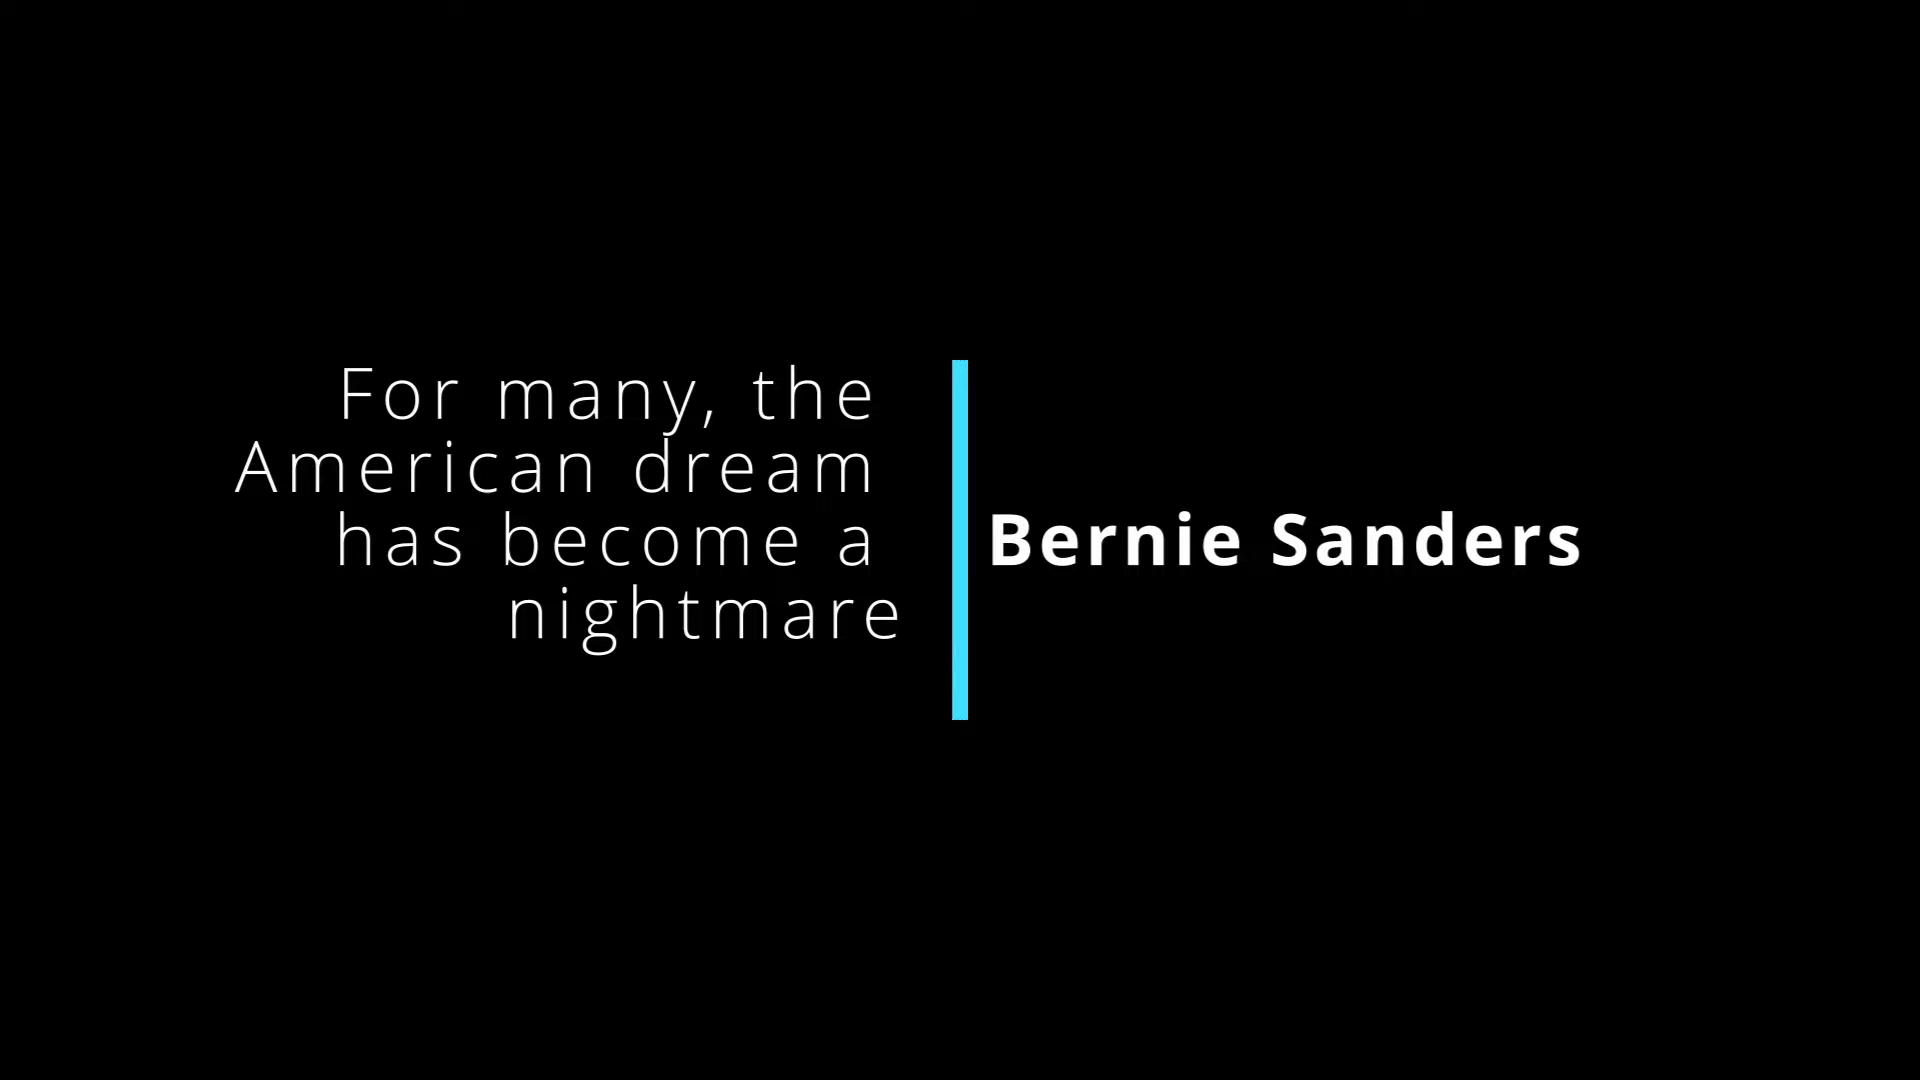 For many, the
American dream
has become a
nightmare
Bernie Sanders